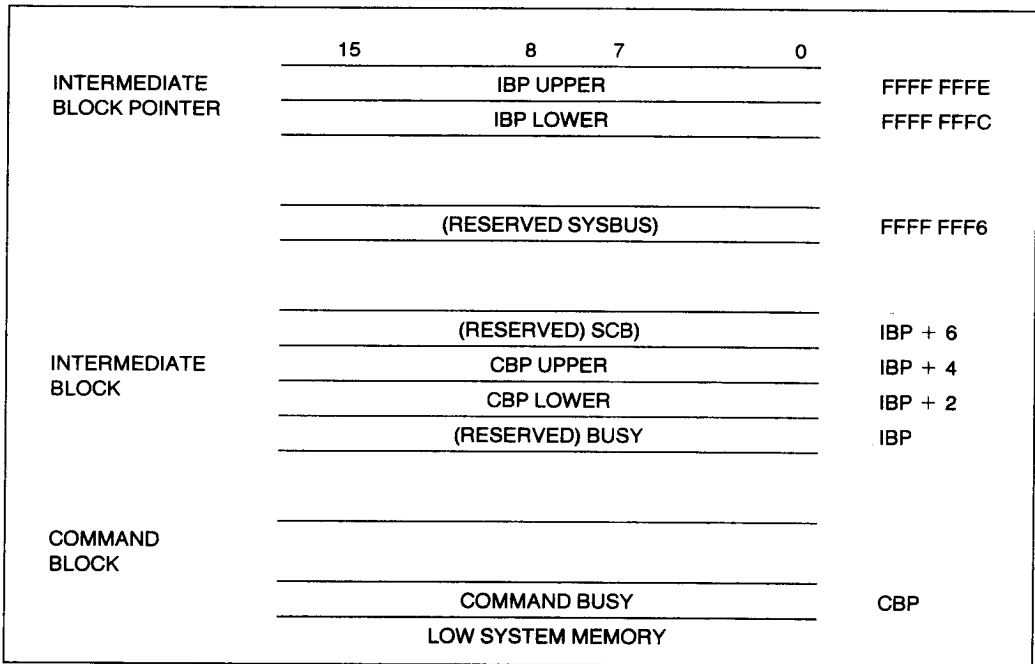 15 8 7 0
INTERMEDIATE BLOCK POINTER
IBP UPPER FFFF FFFE
IBP LOWER FFFF FFFC
(RESERVED SYSBUS) FFFF FFF6
(RESERVED) SCB) IBP + 6
INTERMEDIATE BLOCK
CBP UPPER IBP + 4
CBP LOWER IBP + 2
(RESERVED) BUSY IBP
COMMAND BLOCK
COMMAND BUSY CBP
LOW SYSTEM MEMORY